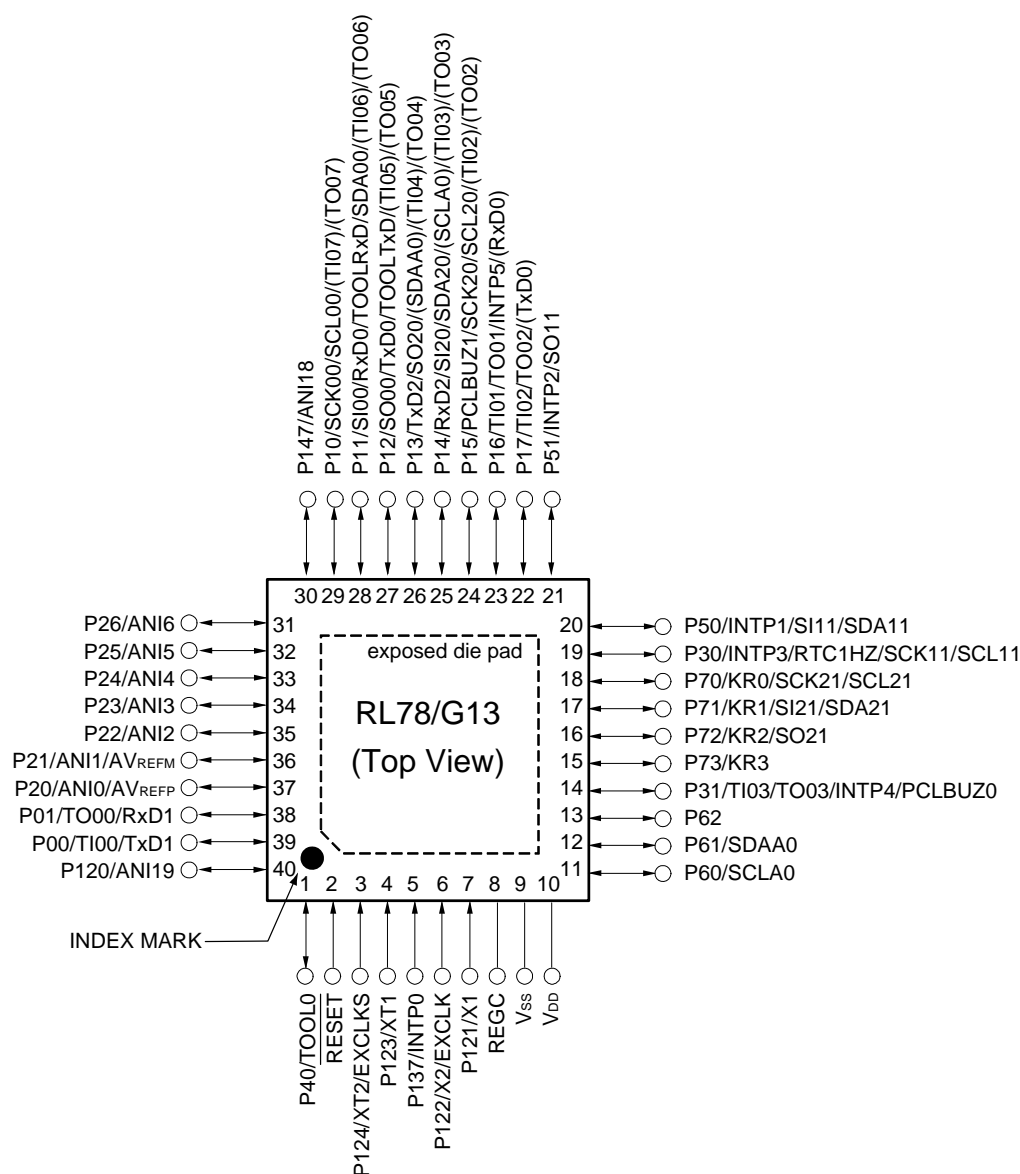 P147/ANI18
P10/SCK00/SCL00/(TI07)/(TO07)
P11/SI00/RxD0/TOOLRxD/SDA00/(TI06)/(TO06)
P12/SO00/TxD0/TOOLTxD/(TI05)/(TO05)
P13/TxD2/SO20/(SDAA0)/(TI04)/(TO04)
P14/RxD2/SI20/SDA20/(SCLA0)/(TI03)/(TO03)
P15/PCLBUZ1/SCK20/SCL20/(TI02)/(TO02)
P16/TI01/TO01/INTP5/(RxD0)
P17/TI02/TO02/(TxD0)
P51/INTP2/SO11
30 29 28 27 26 25 24 23 22 21
P26/ANI6 31
P25/ANI5 32
P24/ANI4 33
P23/ANI3 34
P22/ANI2 35
P21/ANI1/AVREFM 36
P20/ANI0/AVREFP 37
P01/TO00/RxD1 38
P00/TI00/TxD1 39
P120/ANI19 40
exposed die pad
RL78/G13
(Top View)
20 P50/INTP1/SI11/SDA11
19 P30/INTP3/RTC1HZ/SCK11/SCL11
18 P70/KR0/SCK21/SCL21
17 P71/KR1/SI21/SDA21
16 P72/KR2/SO21
15 P73/KR3
14 P31/TI03/TO03/INTP4/PCLBUZ0
13 P62
12 P61/SDAA0
11 P60/SCLA0
1 2 3 4 5 6 7 8 9 10
INDEX MARK
P40/TOOL0
RESET
P124/XT2/EXCLKS
P123/XT1
P137/INTP0
P122/X2/EXCLK
P121/X1
REGC
VSS
VDD